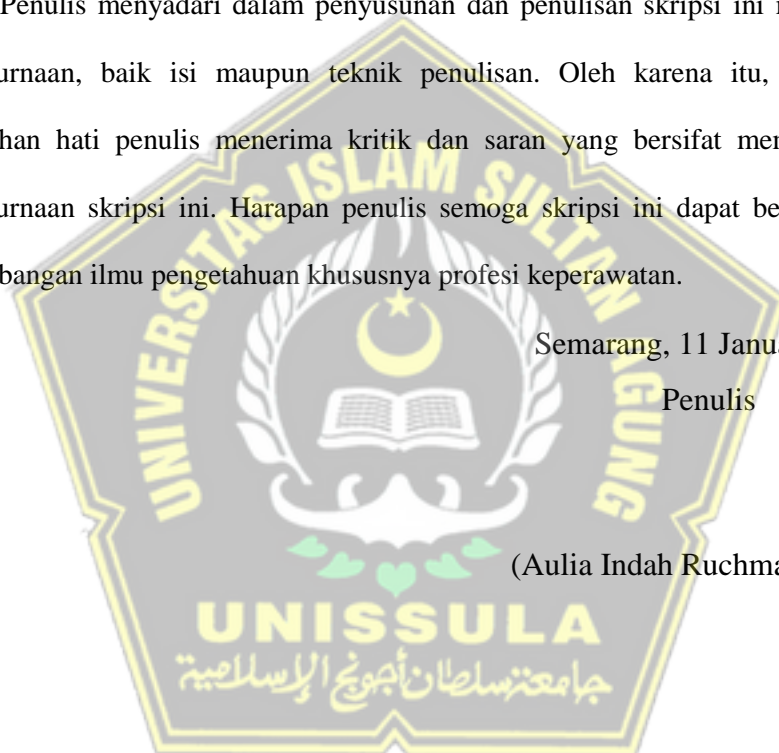 Penulis menyadari dalam penyusunan dan penulisan skripsi ini
urnaan, baik isi maupun teknik penulisan. Oleh karena itu,
han hati penulis menerima kritik dan saran yang bersifat mer
urnaan skripsi ini. Harapan penulis semoga skripsi ini dapat be
bangan ilmu pengetahuan khususnya profesi keperawatan.
Semarang, 11 Janu
Penulis
(Aulia Indah Ruchma
UNIVERSITAS ISLAM SULTAN AGUNG
UNISSULA
جامعة سلطان أجونج الإسلامية